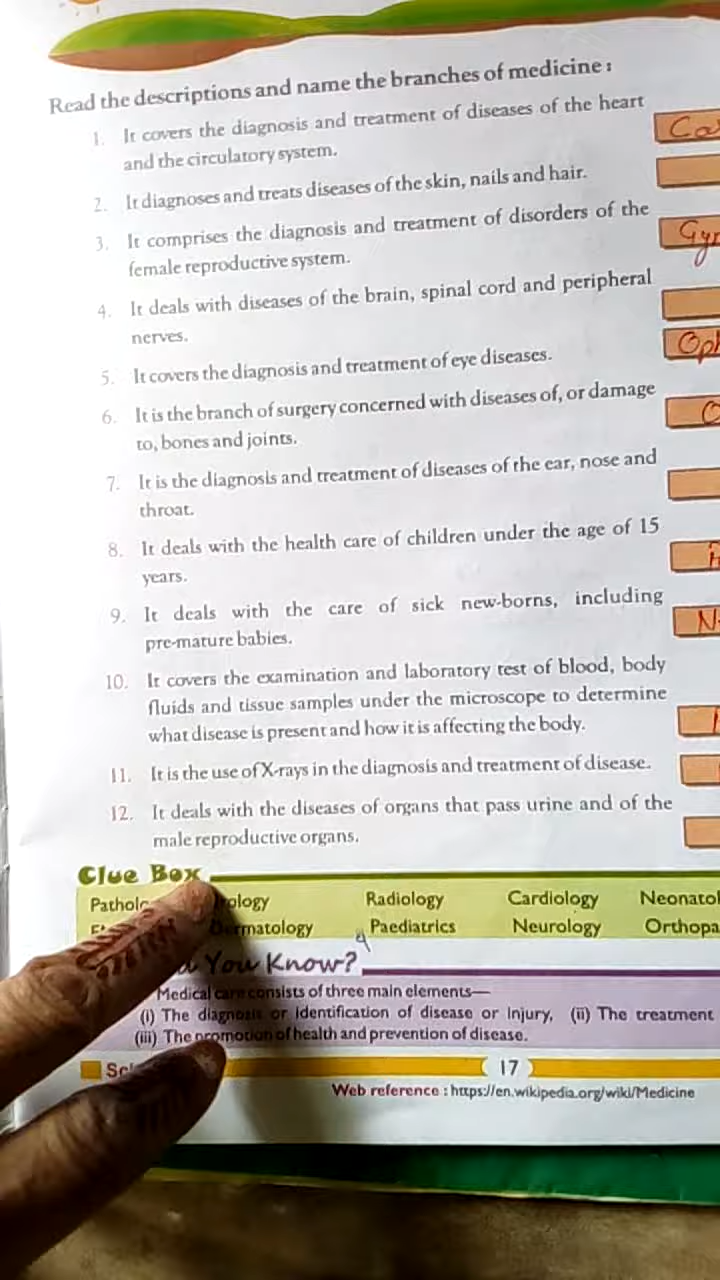 Read the descriptions and name the branches of medicine :
1. It covers the diagnosis and treatment of diseases of the heart
and the circulatory system.
Ca
2. It diagnoses and treats diseases of the skin, nails and hair.
3. It comprises the diagnosis and treatment of disorders of the
female reproductive system.
Gyn
4. It deals with diseases of the brain, spinal cord and peripheral
nerves.
5. It covers the diagnosis and treatment of eye diseases.
Oph
6. It is the branch of surgery concerned with diseases of, or damage
to, bones and joints.
O
7. It is the diagnosis and treatment of diseases of the ear, nose and
throat.
8. It deals with the health care of children under the age of 15
years.
9. It deals with the care of sick new-borns, including
pre-mature babies.
N
10. It covers the examination and laboratory test of blood, body
fluids and tissue samples under the microscope to determine
what disease is present and how it is affecting the body.
11. It is the use of X-rays in the diagnosis and treatment of disease.
12. It deals with the diseases of organs that pass urine and of the
male reproductive organs.
Clue Box
Patholo rology Radiology Cardiology Neonatol
Dermatology Paediatrics Neurology Orthopa
You Know?
Medical care consists of three main elements—
(i) The diagnosis or identification of disease or injury, (ii) The treatment
(iii) The promotion of health and prevention of disease.
Sci 17
Web reference : https://en.wikipedia.org/wiki/Medicine